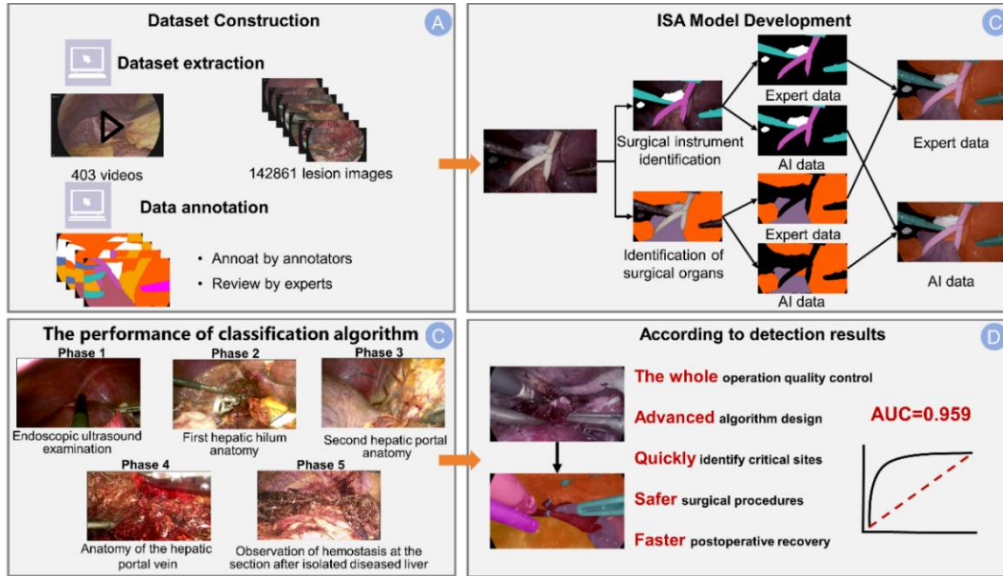 Dataset Construction
A
Dataset extraction
403 videos
142861 lesion images
Data annotation
• Annoat by annotators
• Review by experts
ISA Model Development
C
Surgical instrument
identification
Expert data
AI data
Identification of
surgical organs
Expert data
AI data
Expert data
AI data
The performance of classification algorithm
C
Phase 1
Endoscopic ultrasound
examination
Phase 2
First hepatic hilum
anatomy
Phase 3
Second hepatic portal
anatomy
Phase 4
Anatomy of the hepatic
portal vein
Phase 5
Observation of hemostasis at the
section after isolated diseased liver
According to detection results
D
The whole operation quality control
Advanced algorithm design
Quickly identify critical sites
Safer surgical procedures
Faster postoperative recovery
AUC=0.959